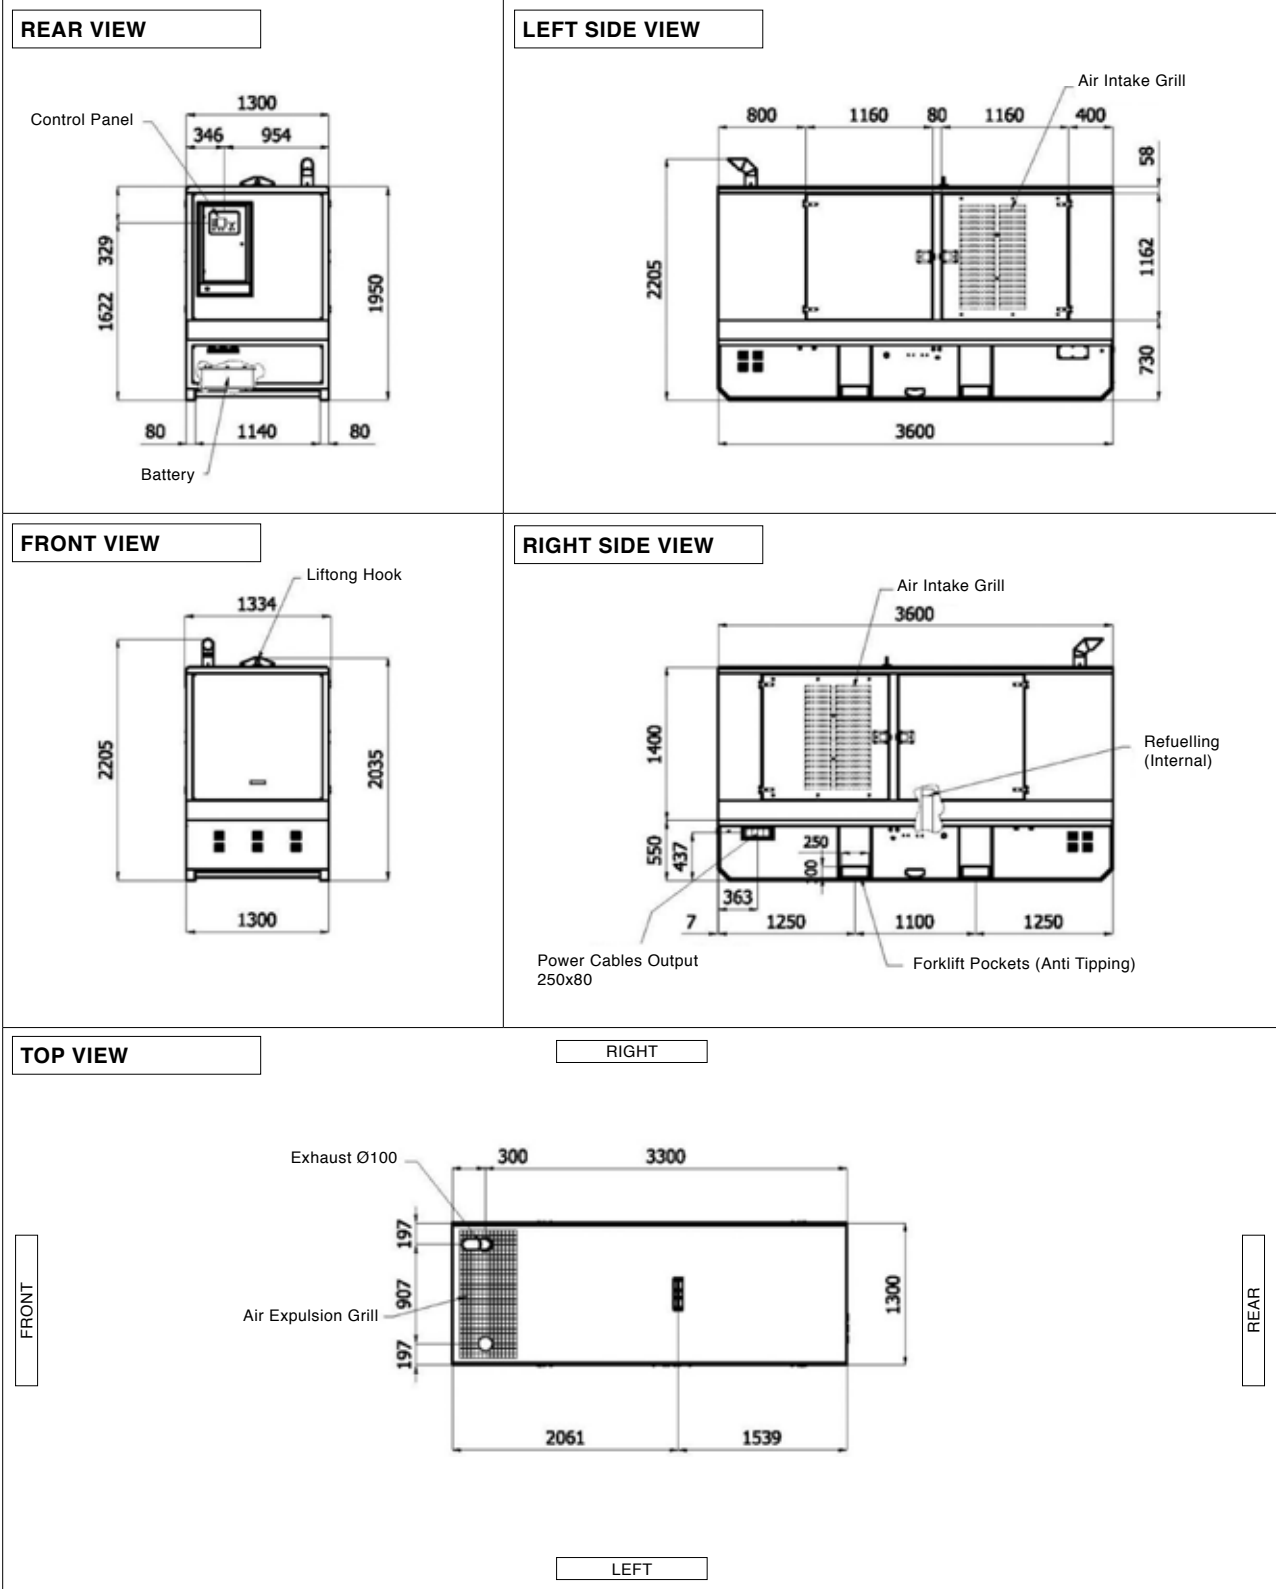 REAR VIEW
1300
Control Panel
346
954
329
1622
1950
80
1140
80
Battery
LEFT SIDE VIEW
Air Intake Grill
800
1160
80
1160
400
58
2205
1162
730
3600
FRONT VIEW
Liftong Hook
1334
2205
2035
1300
RIGHT SIDE VIEW
Air Intake Grill
3600
1400
Refuelling
(Internal)
550
437
250
363
7
1250
1100
1250
Power Cables Output
250x80
Forklift Pockets (Anti Tipping)
TOP VIEW
RIGHT
Exhaust Ø100
300
3300
197
907
197
Air Expulsion Grill
1300
FRONT
REAR
2061
1539
LEFT